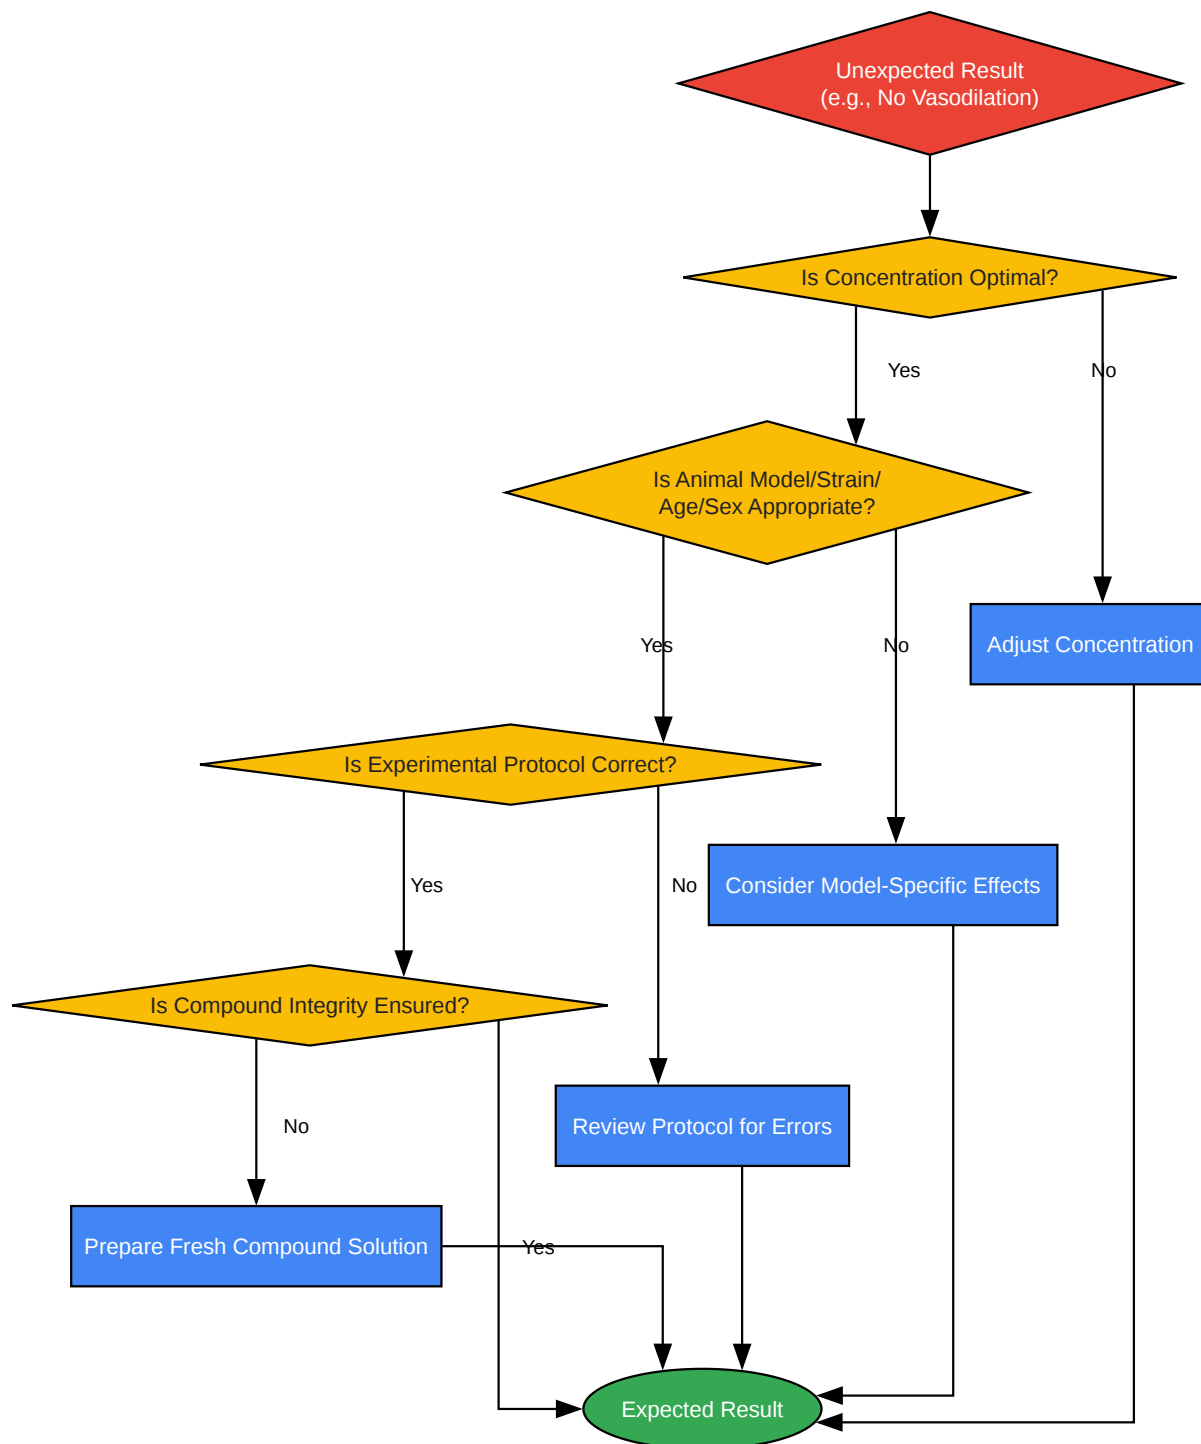 Unexpected Result
(e.g., No Vasodilation)
Is Concentration Optimal?
Yes
No
Is Animal Model/Strain/
Age/Sex Appropriate?
Yes
No
Adjust Concentration
Is Experimental Protocol Correct?
Yes
No
Consider Model-Specific Effects
Is Compound Integrity Ensured?
No
Review Protocol for Errors
Prepare Fresh Compound Solution
Yes
Expected Result